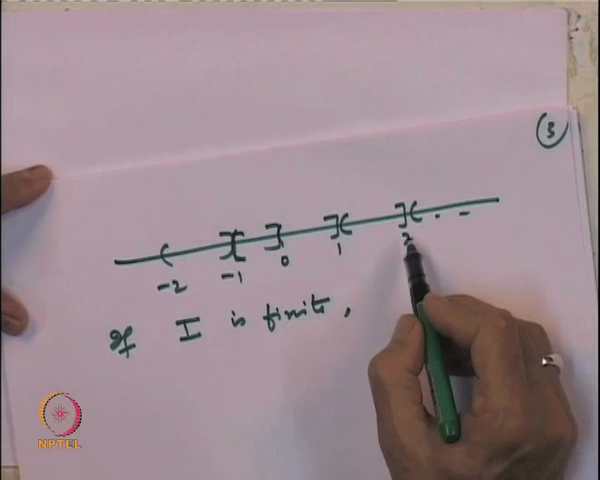 3
( ][ ] ]( ]( . -
-2 -1 0 1 2
If I is finite,
NPTEL